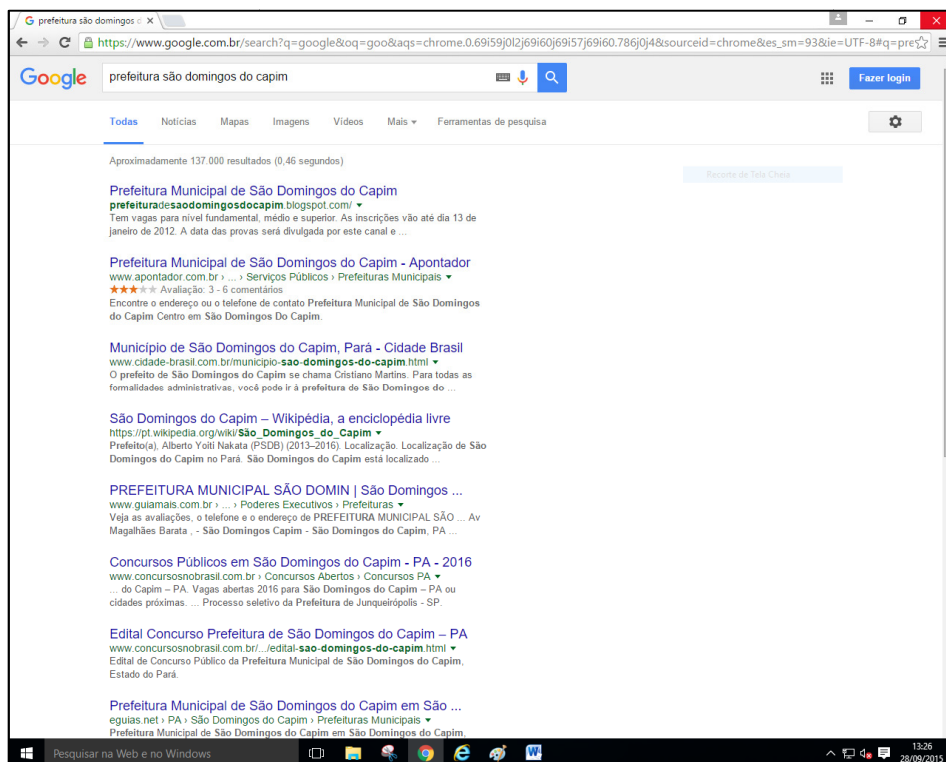 prefeitura são domingos d
https://www.google.com.br/search?q=google&oq=goo&aqs=chrome.0.69i59j0l2j69i60j69i57j69i60.786j0j4&sourceid=chrome&es_sm=93&ie=UTF-8#q=pre
Google
prefeitura são domingos do capim
Fazer login
Todas Notícias Mapas Imagens Vídeos Mais Ferramentas de pesquisa
Aproximadamente 137.000 resultados (0,46 segundos)
Recorte de Tela Cheia
Prefeitura Municipal de São Domingos do Capim
prefeituradesaodomingosdocapim.blogspot.com/
Tem vagas para nível fundamental, médio e superior. As inscrições vão até dia 13 de
janeiro de 2012. A data das provas será divulgada por este canal e ...
Prefeitura Municipal de São Domingos do Capim - Apontador
www.apontador.com.br › ... › Serviços Públicos › Prefeituras Municipais
Avaliação: 3 - 6 comentários
Encontre o endereço ou o telefone de contato Prefeitura Municipal de São Domingos
do Capim Centro em São Domingos Do Capim.
Município de São Domingos do Capim, Pará - Cidade Brasil
www.cidade-brasil.com.br/municipio-sao-domingos-do-capim.html
O prefeito de São Domingos do Capim se chama Cristiano Martins. Para todas as
formalidades administrativas, você pode ir à prefeitura de São Domingos do ...
São Domingos do Capim – Wikipédia, a enciclopédia livre
https://pt.wikipedia.org/wiki/São_Domingos_do_Capim
Prefeito(a), Alberto Yoiti Nakata (PSDB) (2013–2016). Localização. Localização de São
Domingos do Capim no Pará. São Domingos do Capim está localizado ...
PREFEITURA MUNICIPAL SÃO DOMIN | São Domingos ...
www.guiamais.com.br › ... › Poderes Executivos › Prefeituras
Veja as avaliações, o telefone e o endereço de PREFEITURA MUNICIPAL SÃO ... Av
Magalhães Barata , - São Domingos Capim - São Domingos do Capim, PA ...
Concursos Públicos em São Domingos do Capim - PA - 2016
www.concursosnobrasil.com.br › Concursos Abertos › Concursos PA
... do Capim – PA. Vagas abertas 2016 para São Domingos do Capim – PA ou
cidades próximas. ... Processo seletivo da Prefeitura de Junqueirópolis - SP.
Edital Concurso Prefeitura de São Domingos do Capim – PA
www.concursosnobrasil.com.br/.../edital-sao-domingos-do-capim.html
Edital de Concurso Público da Prefeitura Municipal de São Domingos do Capim,
Estado do Pará.
Prefeitura Municipal de São Domingos do Capim em São ...
eguias.net › PA › São Domingos do Capim › Prefeituras Municipais
Prefeitura Municipal de São Domingos do Capim em São Domingos do Capim,
Pesquisar na Web e no Windows
13:26
28/09/2015